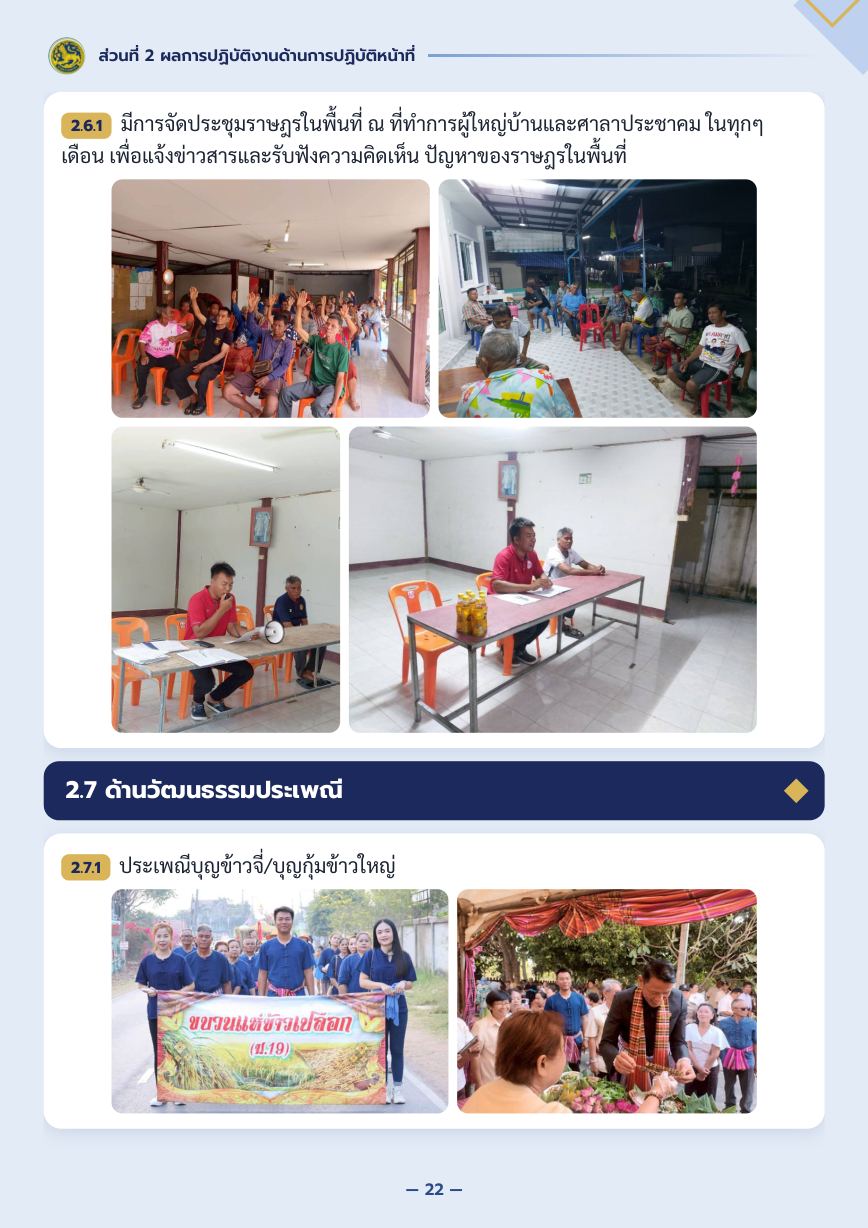 ส่วนที่ 2 ผลการปฏิบัติงานด้านการปฏิบัติหน้าที่
2.6.1 มีการจัดประชุมราษฎรในพื้นที่ ณ ที่ทำการผู้ใหญ่บ้านและศาลาประชาคม ในทุกๆ
เดือน เพื่อแจ้งข่าวสารและรับฟังความคิดเห็น ปัญหาของราษฎรในพื้นที่
2.7 ด้านวัฒนธรรมประเพณี
2.7.1 ประเพณีบุญข้าวจี่/บุญกุ้มข้าวใหญ่
ขบวนแห่ข้าวเปลือก
(ช.19)
— 22 —